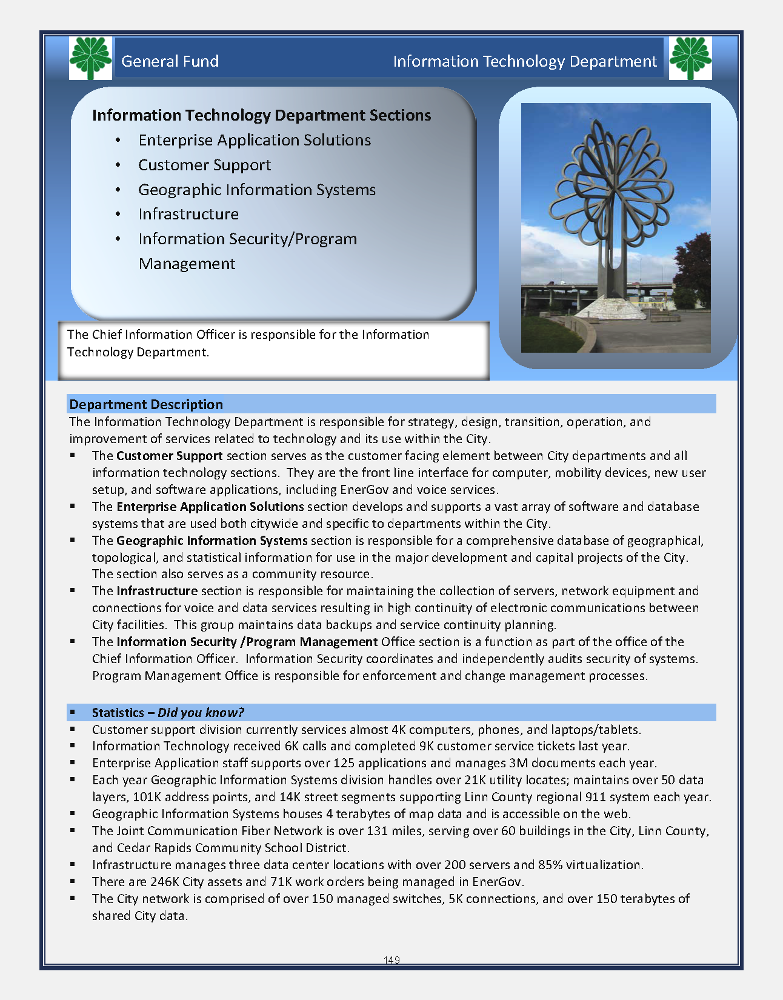 General Fund Information Technology Department
Information Technology Department Sections
• Enterprise Application Solutions
• Customer Support
• Geographic Information Systems
• Infrastructure
• Information Security/Program
Management
The Chief Information Officer is responsible for the Information
Technology Department.
Department Description
The Information Technology Department is responsible for strategy, design, transition, operation, and
improvement of services related to technology and its use within the City.
▪ The Customer Support section serves as the customer facing element between City departments and all
information technology sections.  They are the front line interface for computer, mobility devices, new user
setup, and software applications, including EnerGov and voice services.
▪ The Enterprise Application Solutions section develops and supports a vast array of software and database
systems that are used both citywide and specific to departments within the City.
▪ The Geographic Information Systems section is responsible for a comprehensive database of geographical,
topological, and statistical information for use in the major development and capital projects of the City.
The section also serves as a community resource.
▪ The Infrastructure section is responsible for maintaining the collection of servers, network equipment and
connections for voice and data services resulting in high continuity of electronic communications between
City facilities.  This group maintains data backups and service continuity planning.
▪ The Information Security /Program Management Office section is a function as part of the office of the
Chief Information Officer.  Information Security coordinates and independently audits security of systems.
Program Management Office is responsible for enforcement and change management processes.
▪ Statistics – Did you know?
▪ Customer support division currently services almost 4K computers, phones, and laptops/tablets.
▪ Information Technology received 6K calls and completed 9K customer service tickets last year.
▪ Enterprise Application staff supports over 125 applications and manages 3M documents each year.
▪ Each year Geographic Information Systems division handles over 21K utility locates; maintains over 50 data
layers, 101K address points, and 14K street segments supporting Linn County regional 911 system each year.
▪ Geographic Information Systems houses 4 terabytes of map data and is accessible on the web.
▪ The Joint Communication Fiber Network is over 131 miles, serving over 60 buildings in the City, Linn County,
and Cedar Rapids Community School District.
▪ Infrastructure manages three data center locations with over 200 servers and 85% virtualization.
▪ There are 246K City assets and 71K work orders being managed in EnerGov.
▪ The City network is comprised of over 150 managed switches, 5K connections, and over 150 terabytes of
shared City data.
149